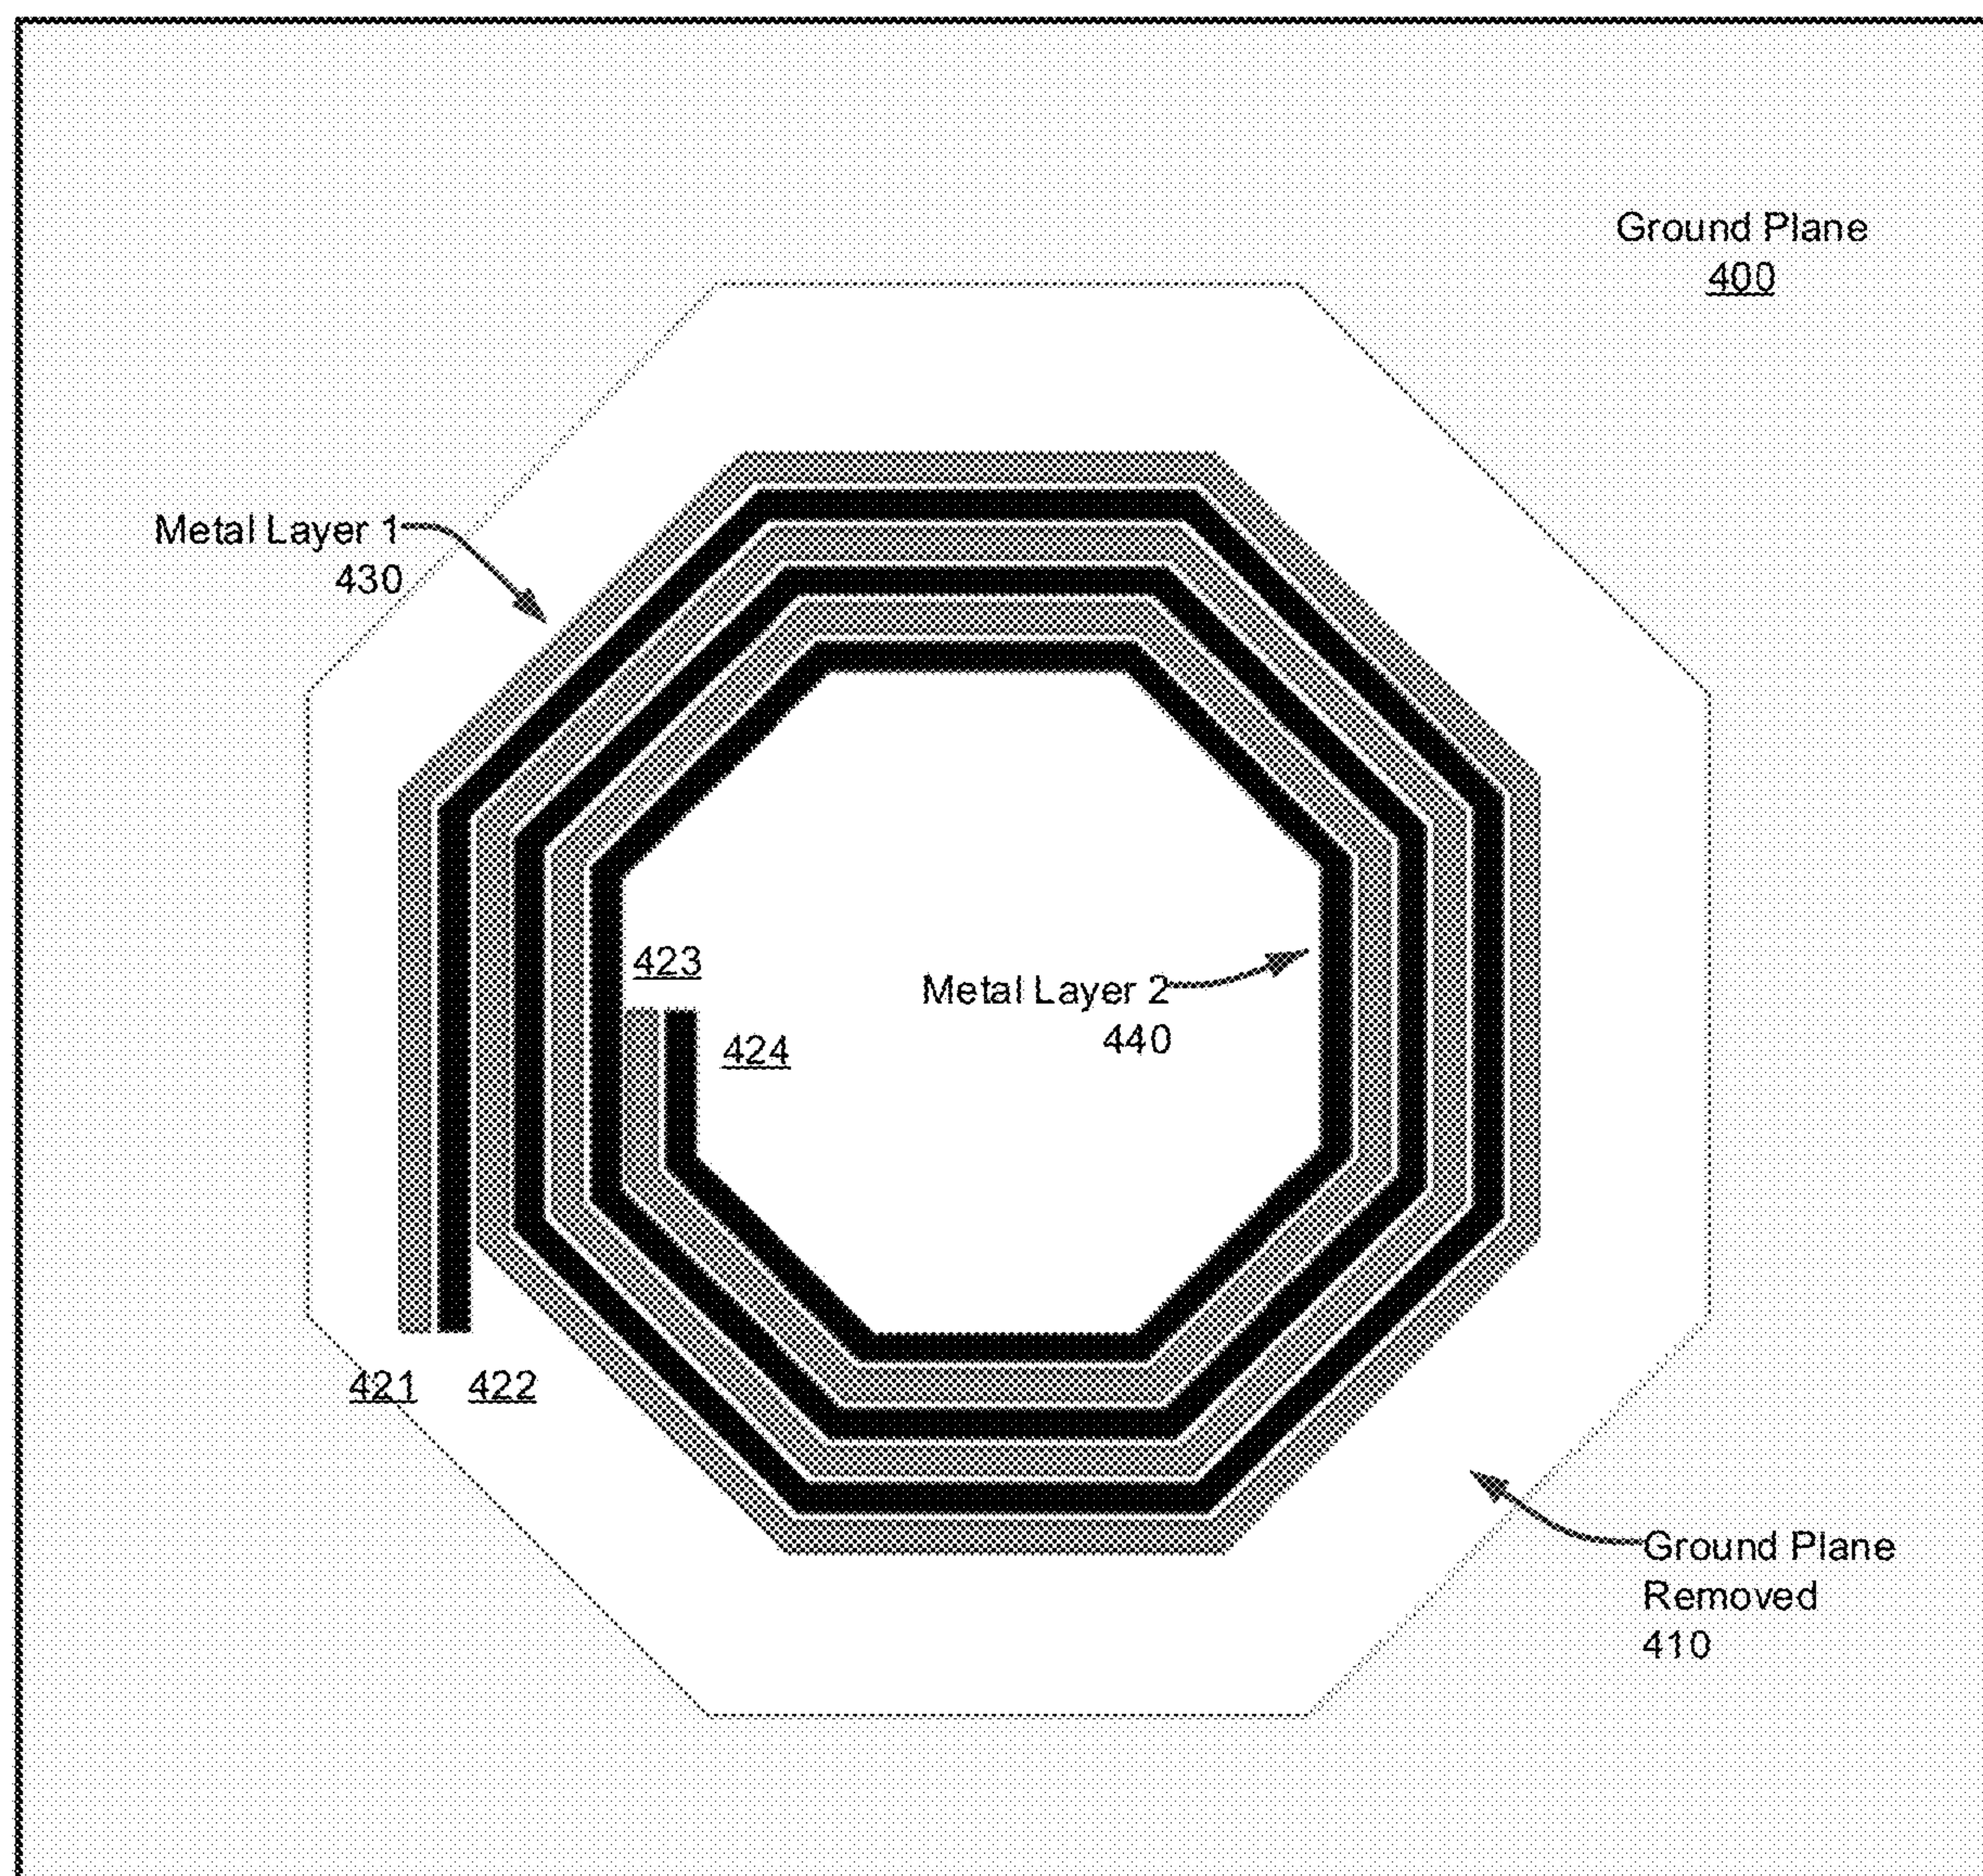 Ground Plane
400
Metal Layer 1
430
423
424
Metal Layer 2
440
421
422
Ground Plane
Removed
410